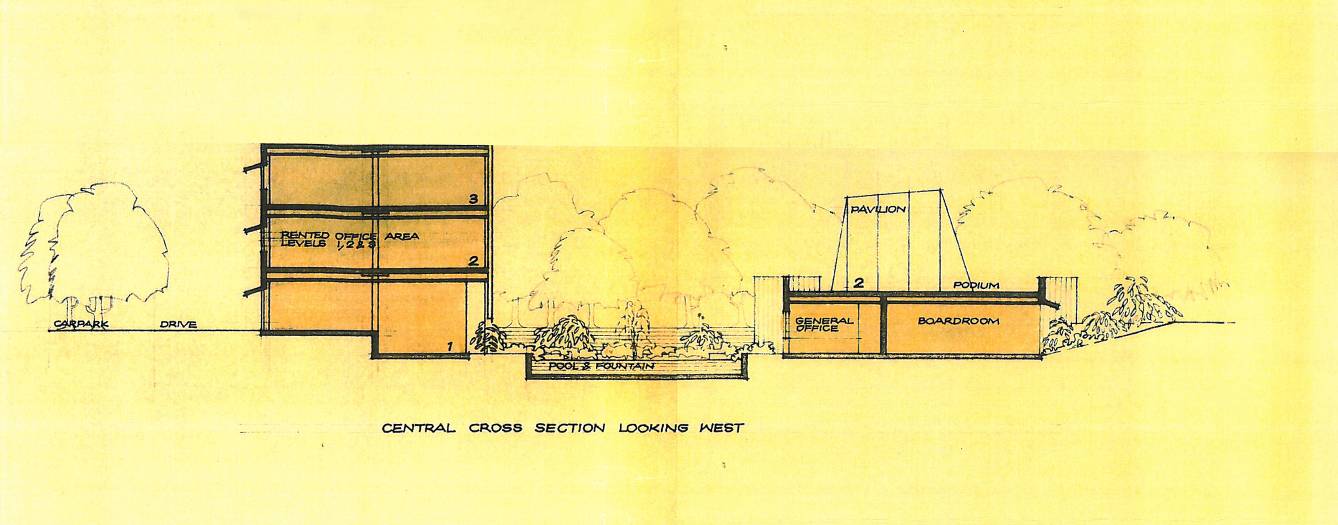 PAVILION
3
RENTED OFFICE AREA
LEVELS 1, 2 & 3
2
2
PODIUM
CARPARK
DRIVE
GENERAL
OFFICE
BOARDROOM
1
POOL & FOUNTAIN
CENTRAL CROSS SECTION LOOKING WEST